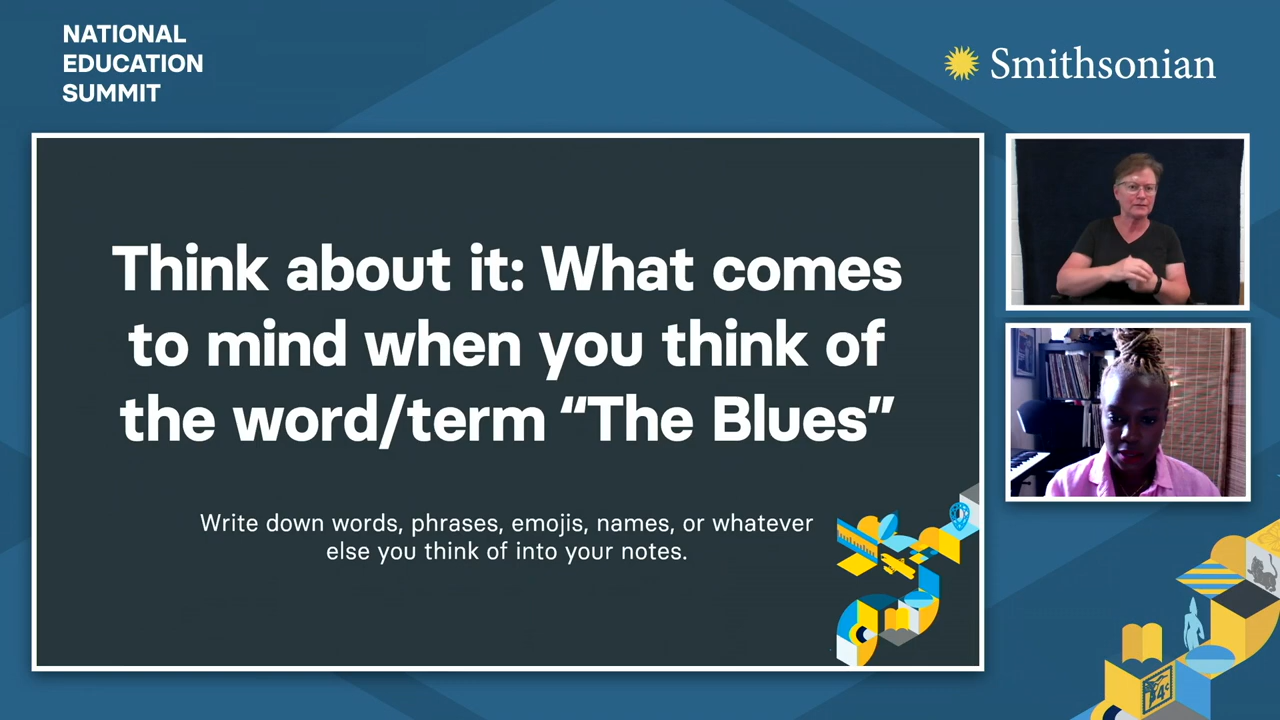 NATIONAL
EDUCATION
SUMMIT
Smithsonian
Think about it: What comes
to mind when you think of
the word/term “The Blues”
Write down words, phrases, emojis, names, or whatever
else you think of into your notes.
4c